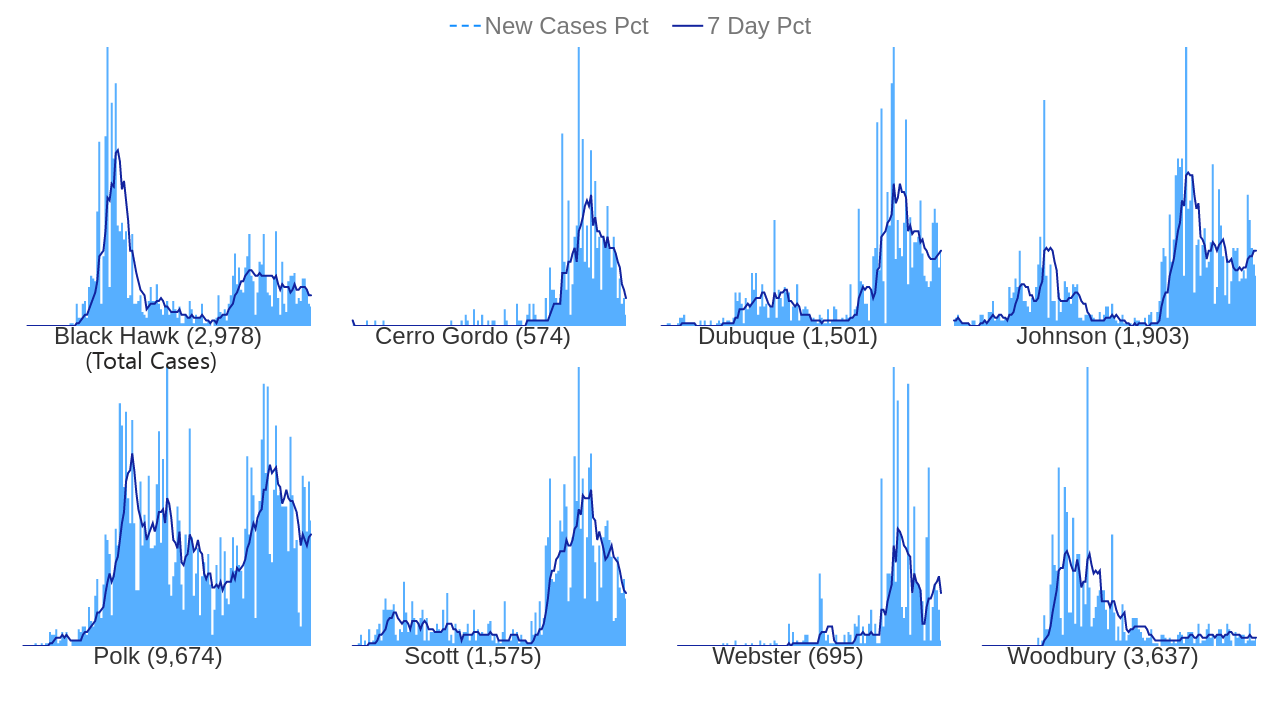 New Cases Pct 7 Day Pct
Black Hawk (2,978) Cerro Gordo (574) Dubuque (1,501) Johnson (1,903)
(Total Cases)
Polk (9,674) Scott (1,575) Webster (695) Woodbury (3,637)